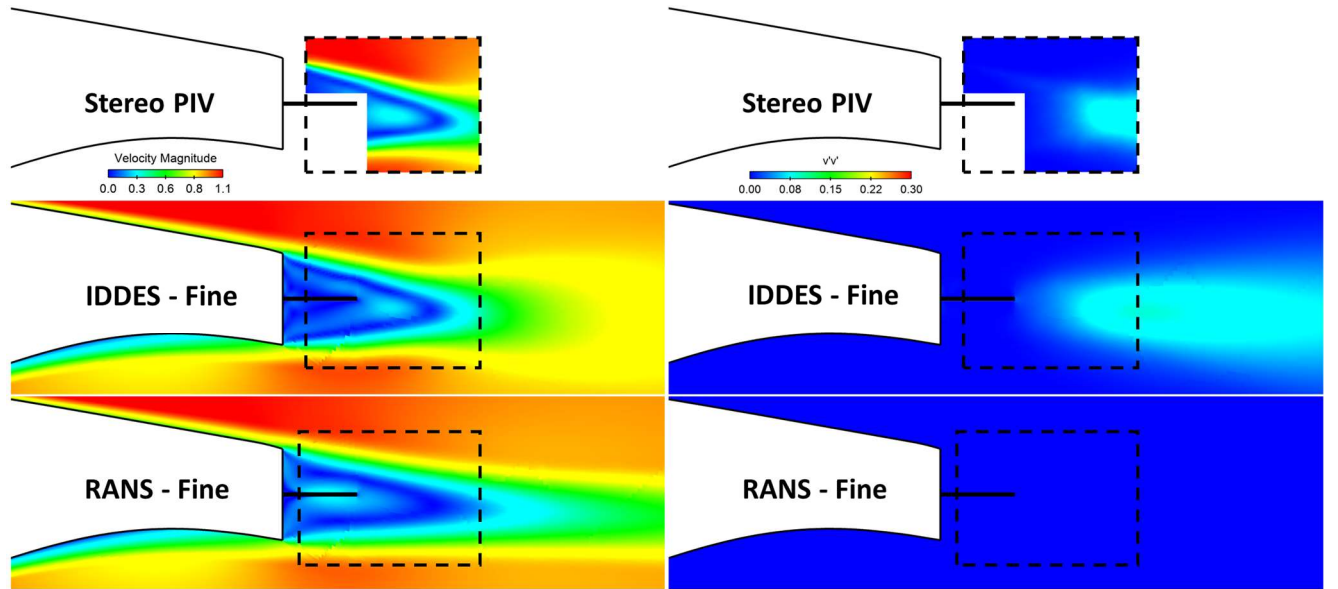 Stereo PIV
Velocity Magnitude
0.0 0.3 0.6 0.8 1.1
Stereo PIV
v'v'
0.00 0.08 0.15 0.22 0.30
IDDES - Fine
IDDES - Fine
RANS - Fine
RANS - Fine